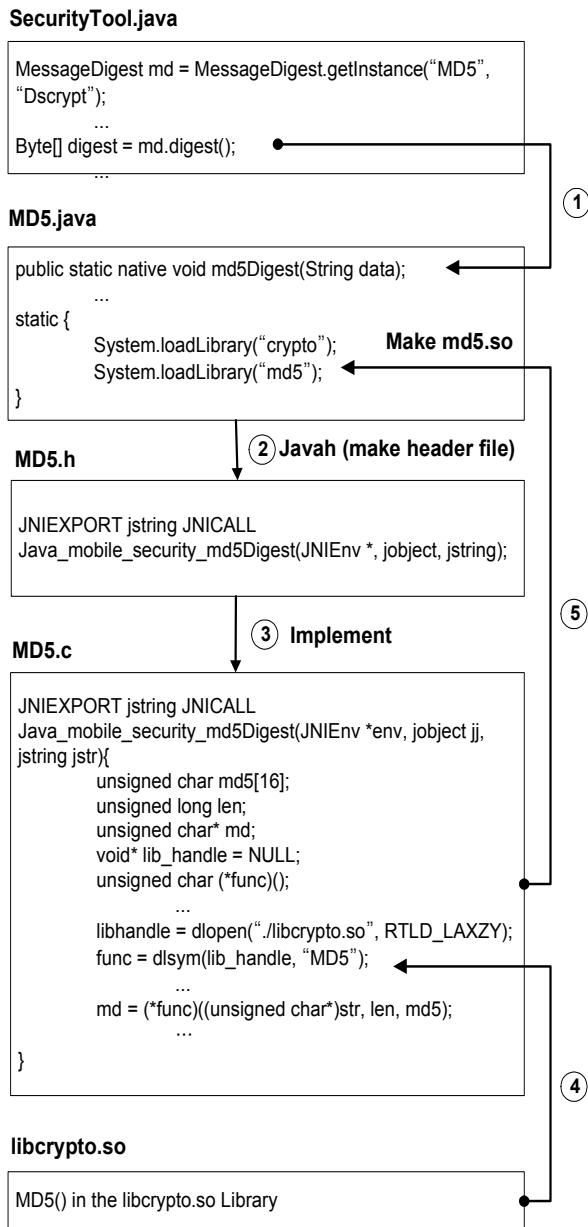 SecurityTool.java
MessageDigest md = MessageDigest.getInstance(“MD5”,
“Dscrypt”);
...
Byte[] digest = md.digest();
...
1
MD5.java
public static native void md5Digest(String data);
...
static {
System.loadLibrary(“crypto”);
Make md5.so
System.loadLibrary(“md5”);
}
2 Javah (make header file)
MD5.h
JNIEXPORT jstring JNICALL
Java_mobile_security_md5Digest(JNIEnv *, jobject, jstring);
5
3 Implement
MD5.c
JNIEXPORT jstring JNICALL
Java_mobile_security_md5Digest(JNIEnv *env, jobject jj,
jstring jstr){
unsigned char md5[16];
unsigned long len;
unsigned char* md;
void* lib_handle = NULL;
unsigned char (*func)();
...
libhandle = dlopen(“./libcrypto.so”, RTLD_LAXZY);
func = dlsym(lib_handle, “MD5”);
...
md = (*func)((unsigned char*)str, len, md5);
...
}
4
libcrypto.so
MD5() in the libcrypto.so Library